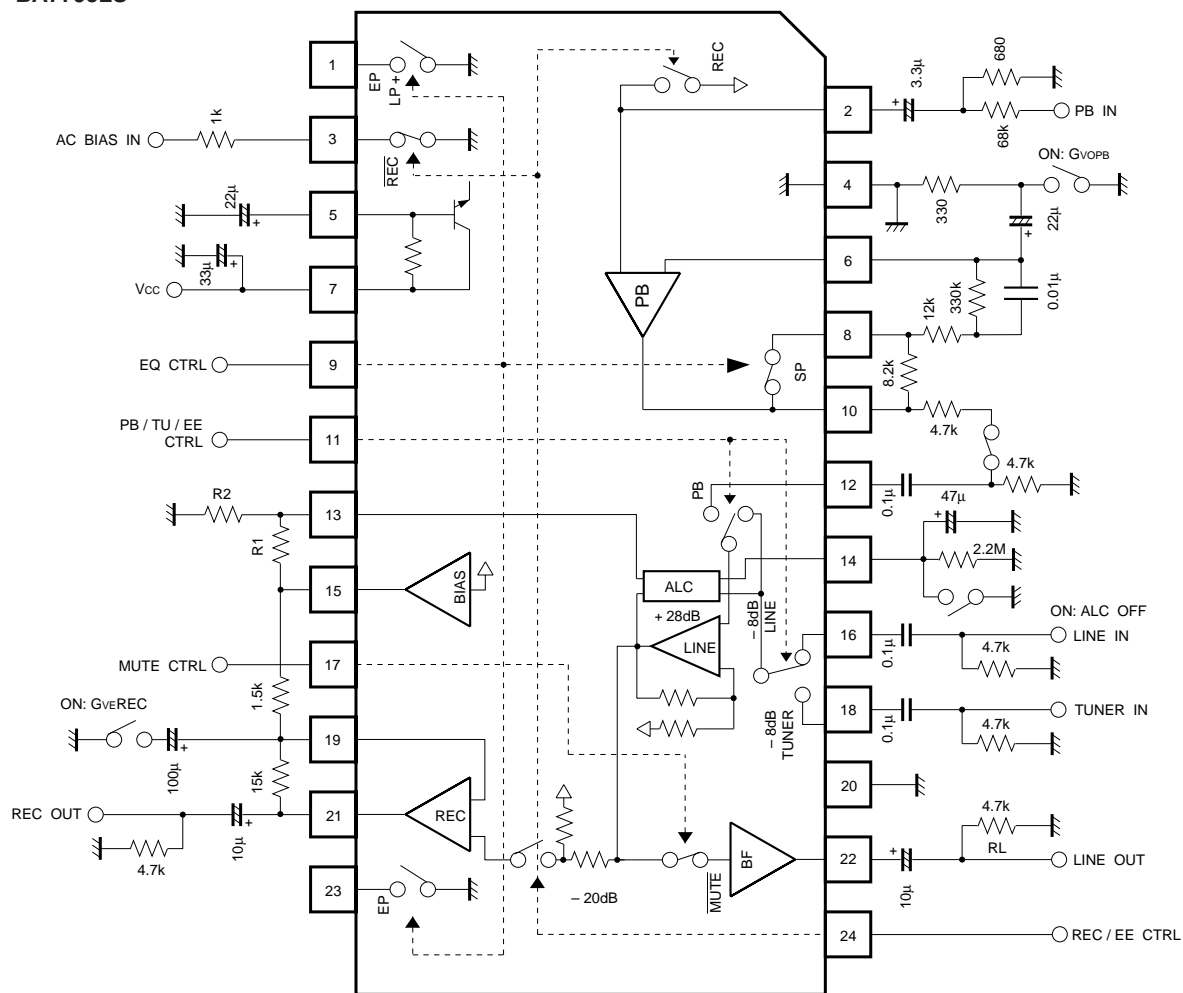 1
EP
LP +
REC
2
3.3µ
680
68k
PB IN
AC BIAS IN
1k
3
REC
4
330
ON: GVOPB
22µ
22µ
5
33µ
VCC
7
6
PB
330k
0.01µ
12k
8
8.2k
SP
EQ CTRL
9
10
4.7k
PB / TU / EE
CTRL
11
12
0.1µ
4.7k
PB
R2
13
R1
47µ
14
2.2M
ALC
15
BIAS
+ 28dB
LINE
– 8dB
LINE
ON: ALC OFF
16
0.1µ
LINE IN
4.7k
MUTE CTRL
17
18
0.1µ
TUNER IN
4.7k
– 8dB
TUNER
1.5k
ON: GVEREC
100µ
19
20
15k
REC OUT
10µ
4.7k
21
REC
– 20dB
MUTE
BF
22
10µ
4.7k
RL
LINE OUT
23
EP
24
REC / EE CTRL